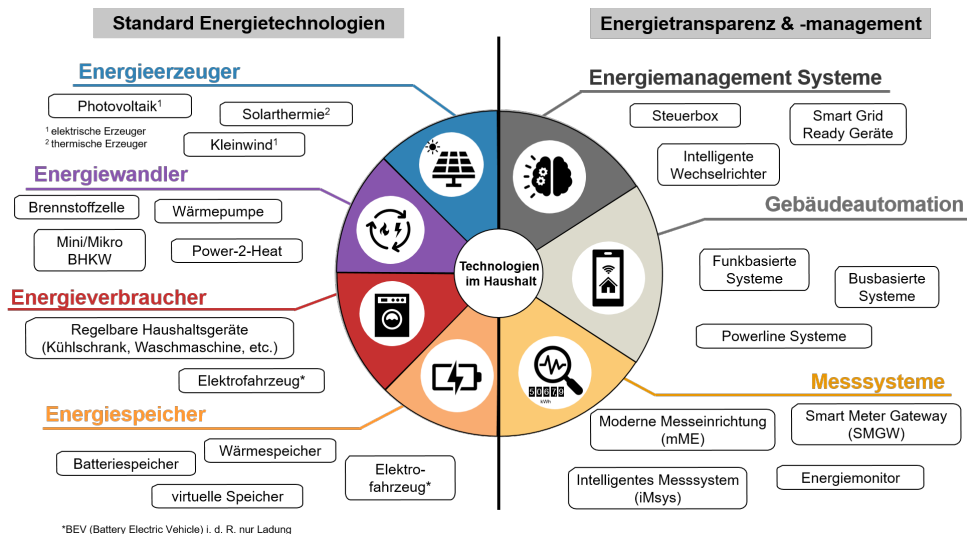 Standard Energietechnologien
Energietransparenz & -management
Energieerzeuger
Photovoltaik¹
Solarthermie²
¹ elektrische Erzeuger
² thermische Erzeuger
Kleinwind¹
Energiewandler
Brennstoffzelle
Wärmepumpe
Mini/Mikro
BHKW
Power-2-Heat
Energieverbraucher
Regelbare Haushaltsgeräte
(Kühlschrank, Waschmaschine, etc.)
Elektrofahrzeug*
Energiespeicher
Batteriespeicher
Wärmespeicher
virtuelle Speicher
Elektro-
fahrzeug*
*BEV (Battery Electric Vehicle) i. d. R. nur Ladung
Technologien
im Haushalt
Energiemanagement Systeme
Steuerbox
Smart Grid
Ready Geräte
Intelligente
Wechselrichter
Gebäudeautomation
Funkbasierte
Systeme
Busbasierte
Systeme
Powerline Systeme
Messsysteme
50679
kWh
Moderne Messeinrichtung
(mME)
Smart Meter Gateway
(SMGW)
Intelligentes Messsystem
(iMsys)
Energiemonitor